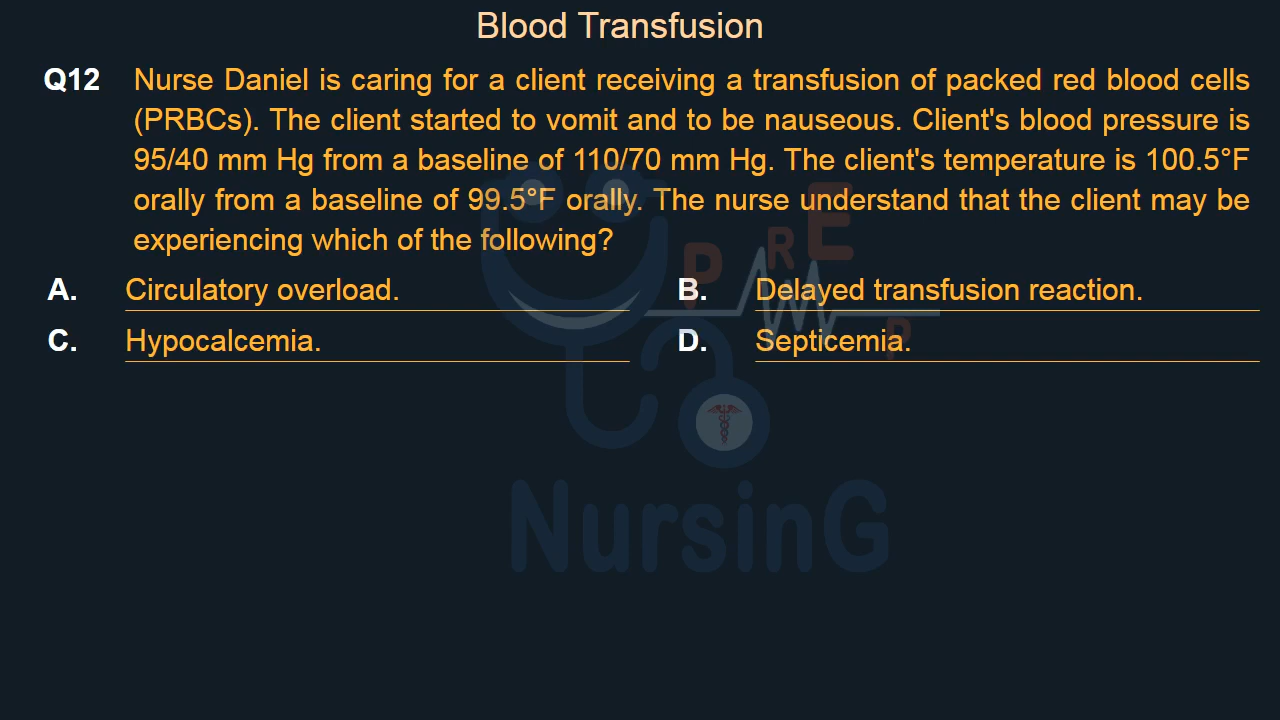 Blood Transfusion
Q12 Nurse Daniel is caring for a client receiving a transfusion of packed red blood cells
(PRBCs). The client started to vomit and to be nauseous. Client's blood pressure is
95/40 mm Hg from a baseline of 110/70 mm Hg. The client's temperature is 100.5°F
orally from a baseline of 99.5°F orally. The nurse understand that the client may be
experiencing which of the following?
A. Circulatory overload. B. Delayed transfusion reaction.
C. Hypocalcemia. D. Septicemia.
PREP
NursinG